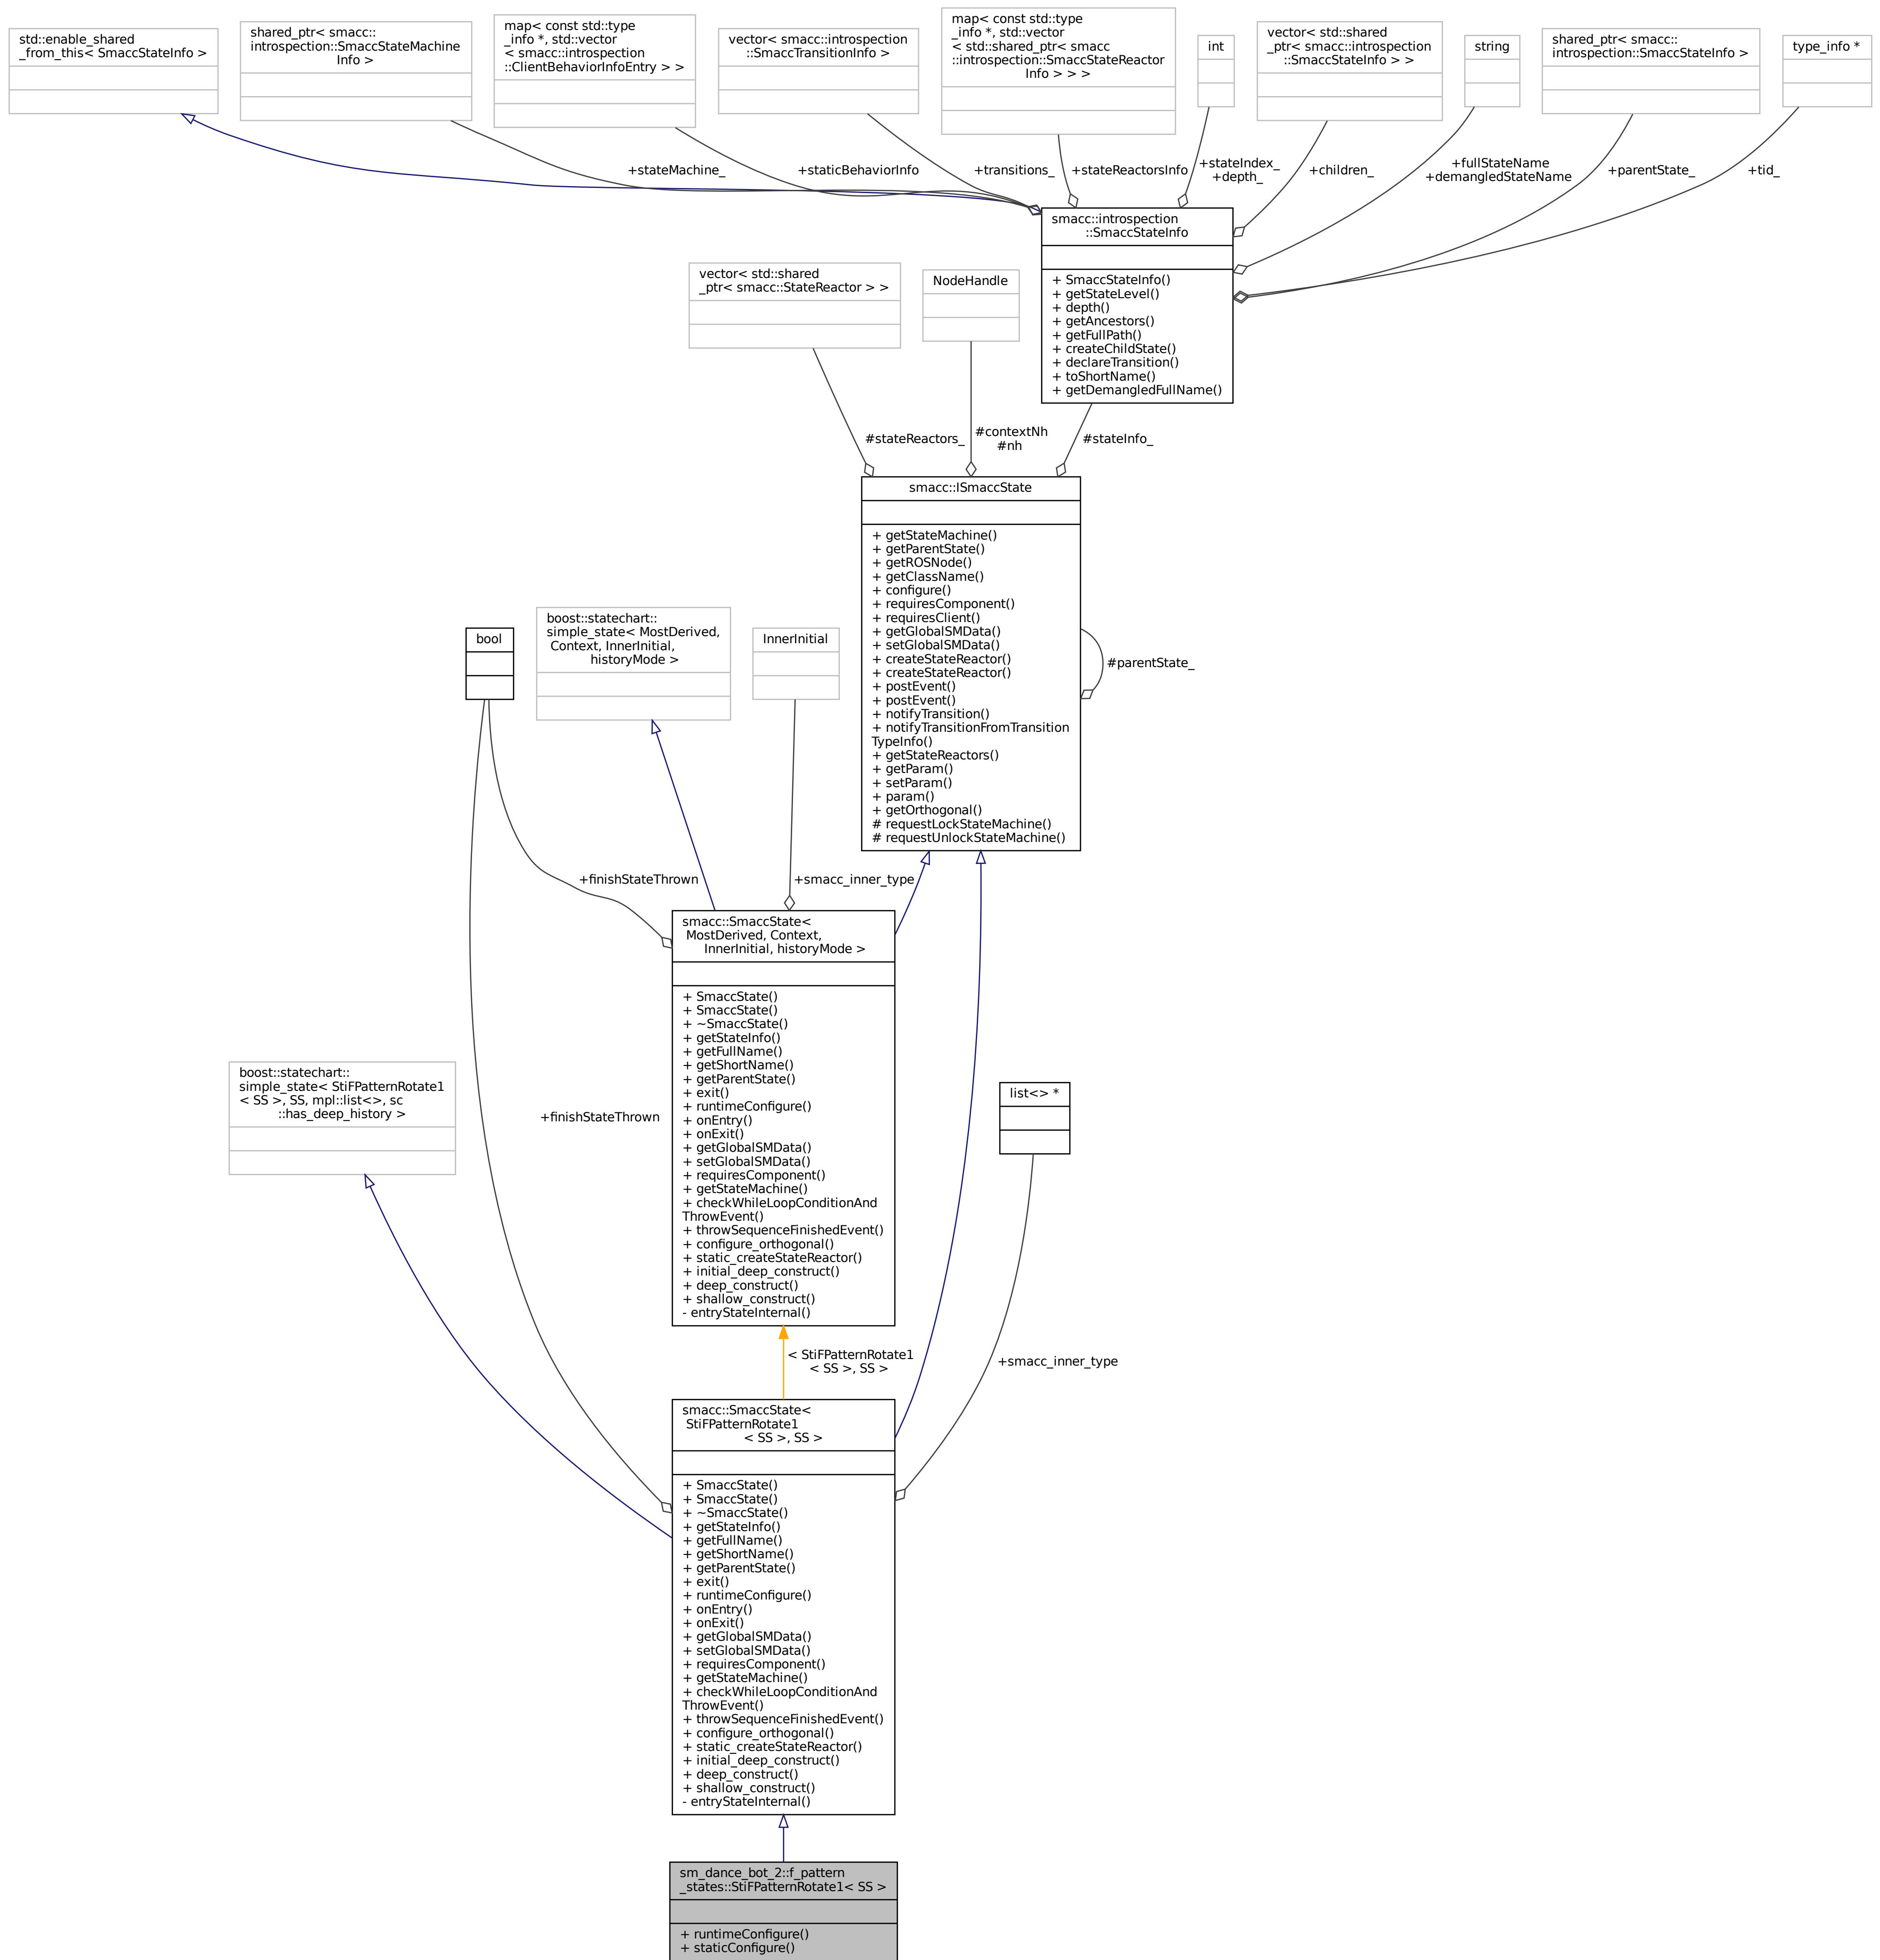 std::enable_shared
_from_this< SmaccStateInfo >
shared_ptr< smacc::
introspection::SmaccStateMachine
Info >
map< const std::type
_info *, std::vector
< smacc::introspection
::ClientBehaviorInfoEntry > >
vector< smacc::introspection
::SmaccTransitionInfo >
map< const std::type
_info *, std::vector
< std::shared_ptr< smacc
::introspection::SmaccStateReactor
Info > > >
int
vector< std::shared
_ptr< smacc::introspection
::SmaccStateInfo > >
string
shared_ptr< smacc::
introspection::SmaccStateInfo >
type_info *
+stateMachine_
+staticBehaviorInfo
+transitions_
+stateReactorsInfo
+stateIndex_
+depth_
+children_
+fullStateName
+demangledStateName
+parentState_
+tid_
smacc::introspection
::SmaccStateInfo
+ SmaccStateInfo()
+ getStateLevel()
+ depth()
+ getAncestors()
+ getFullPath()
+ createChildState()
+ declareTransition()
+ toShortName()
+ getDemangledFullName()
vector< std::shared
_ptr< smacc::StateReactor > >
NodeHandle
#stateReactors_
#contextNh
#nh
#stateInfo_
smacc::ISmaccState
+ getStateMachine()
+ getParentState()
+ getROSNode()
+ getClassName()
+ configure()
+ requiresComponent()
+ requiresClient()
+ getGlobalSMData()
+ setGlobalSMData()
+ createStateReactor()
+ createStateReactor()
+ postEvent()
+ postEvent()
+ notifyTransition()
+ notifyTransitionFromTransition
TypeInfo()
+ getStateReactors()
+ getParam()
+ setParam()
+ param()
+ getOrthogonal()
# requestLockStateMachine()
# requestUnlockStateMachine()
#parentState_
bool
boost::statechart::
simple_state< MostDerived,
Context, InnerInitial,
historyMode >
InnerInitial
+finishStateThrown
+smacc_inner_type
smacc::SmaccState<
MostDerived, Context,
InnerInitial, historyMode >
+ SmaccState()
+ SmaccState()
+ ~SmaccState()
+ getStateInfo()
+ getFullName()
+ getShortName()
+ getParentState()
+ exit()
+ runtimeConfigure()
+ onEntry()
+ onExit()
+ getGlobalSMData()
+ setGlobalSMData()
+ requiresComponent()
+ getStateMachine()
+ checkWhileLoopConditionAnd
ThrowEvent()
+ throwSequenceFinishedEvent()
+ configure_orthogonal()
+ static_createStateReactor()
+ initial_deep_construct()
+ deep_construct()
+ shallow_construct()
- entryStateInternal()
boost::statechart::
simple_state< StiFPatternRotate1
< SS >, SS, mpl::list<>, sc
::has_deep_history >
+finishStateThrown
list<> *
< StiFPatternRotate1
< SS >, SS >
+smacc_inner_type
smacc::SmaccState<
StiFPatternRotate1
< SS >, SS >
+ SmaccState()
+ SmaccState()
+ ~SmaccState()
+ getStateInfo()
+ getFullName()
+ getShortName()
+ getParentState()
+ exit()
+ runtimeConfigure()
+ onEntry()
+ onExit()
+ getGlobalSMData()
+ setGlobalSMData()
+ requiresComponent()
+ getStateMachine()
+ checkWhileLoopConditionAnd
ThrowEvent()
+ throwSequenceFinishedEvent()
+ configure_orthogonal()
+ static_createStateReactor()
+ initial_deep_construct()
+ deep_construct()
+ shallow_construct()
- entryStateInternal()
sm_dance_bot_2::f_pattern
_states::StiFPatternRotate1< SS >
+ runtimeConfigure()
+ staticConfigure()